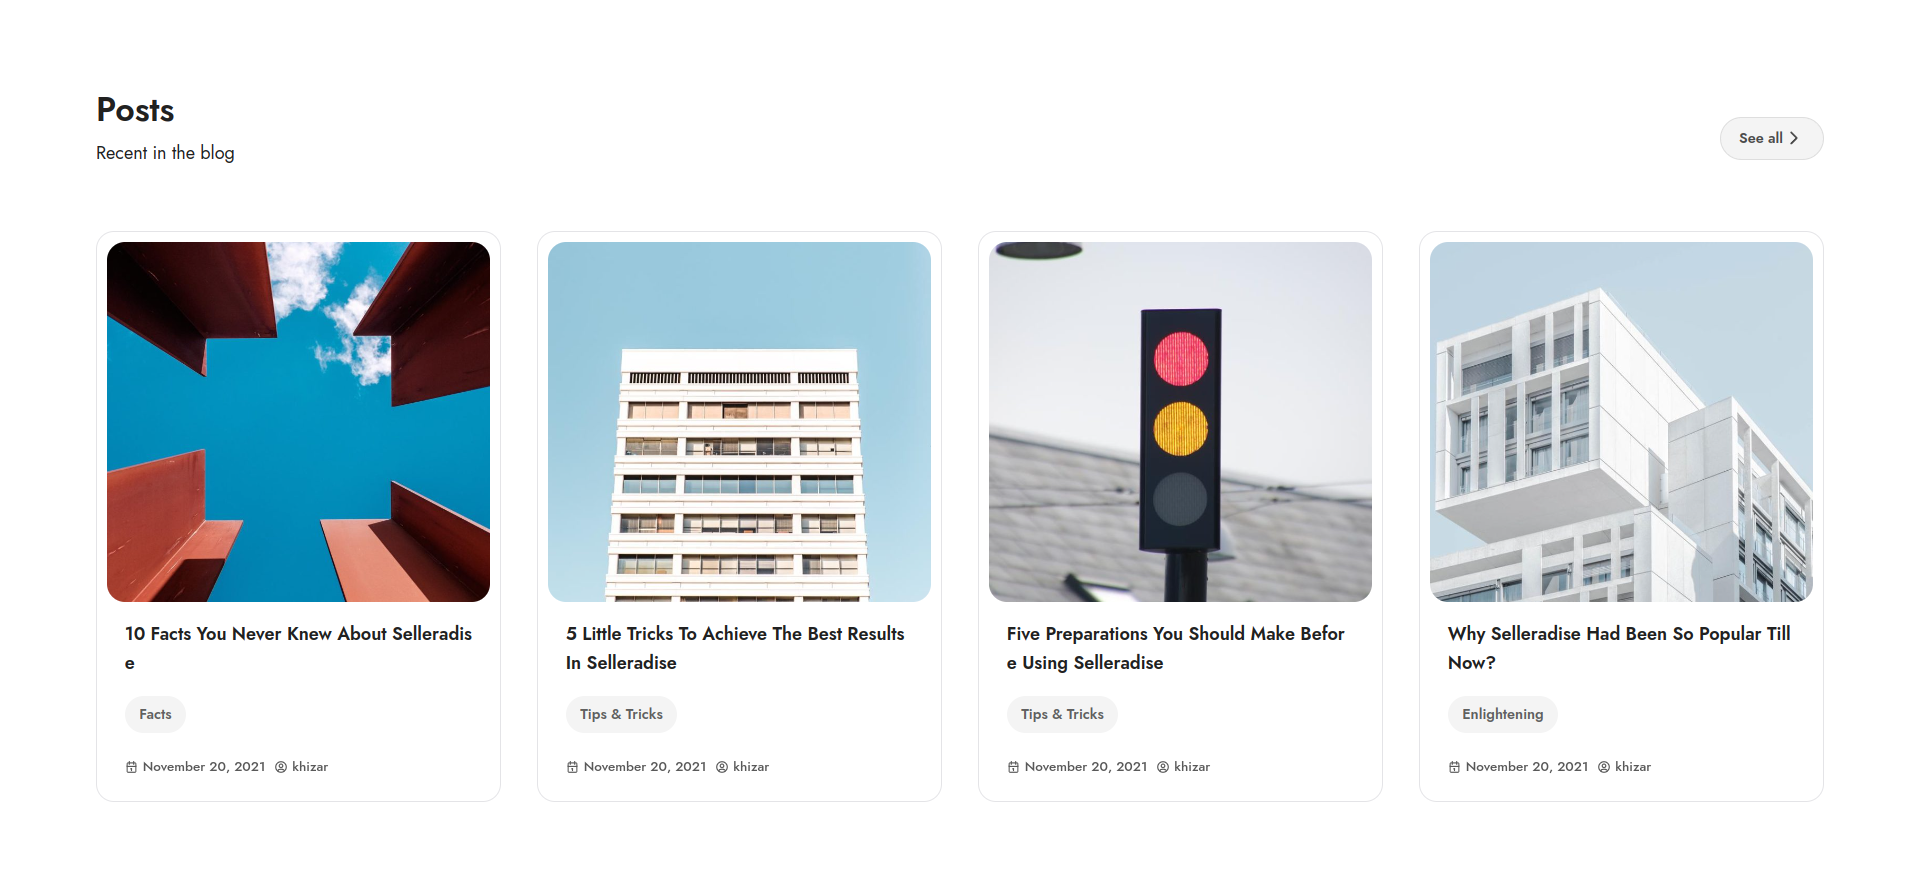 Posts
Recent in the blog
See all
10 Facts You Never Knew About Selleradis
e
Facts
November 20, 2021 khizar
5 Little Tricks To Achieve The Best Results
In Selleradise
Tips & Tricks
November 20, 2021 khizar
Five Preparations You Should Make Befor
e Using Selleradise
Tips & Tricks
November 20, 2021 khizar
Why Selleradise Had Been So Popular Till
Now?
Enlightening
November 20, 2021 khizar